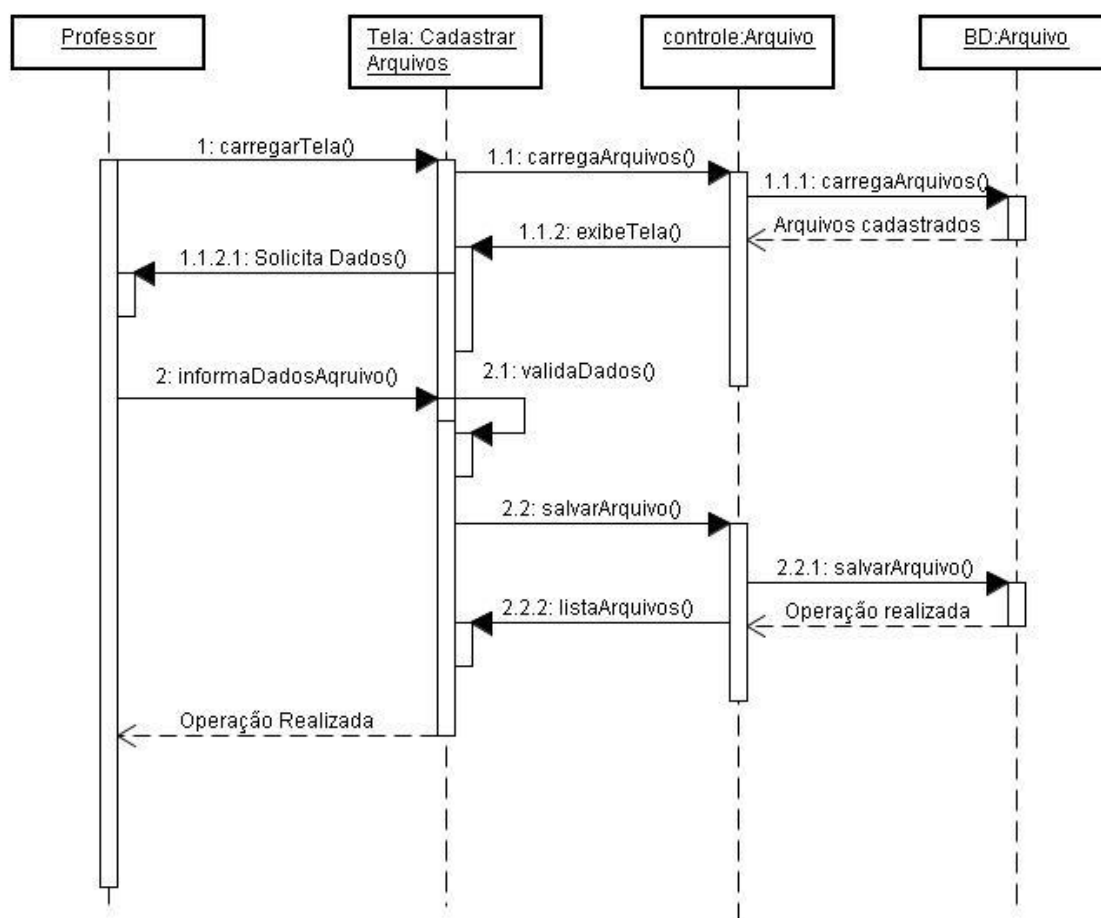 Professor
Tela: Cadastrar
Arquivos
controle:Arquivo
BD:Arquivo
1: carregarTela()
1.1: carregaArquivos()
1.1.1: carregaArquivos()
Arquivos cadastrados
1.1.2: exibeTela()
1.1.2.1: Solicita Dados()
2: informaDadosAqruivo()
2.1: validaDados()
2.2: salvarArquivo()
2.2.1: salvarArquivo()
2.2.2: listaArquivos()
Operação realizada
Operação Realizada